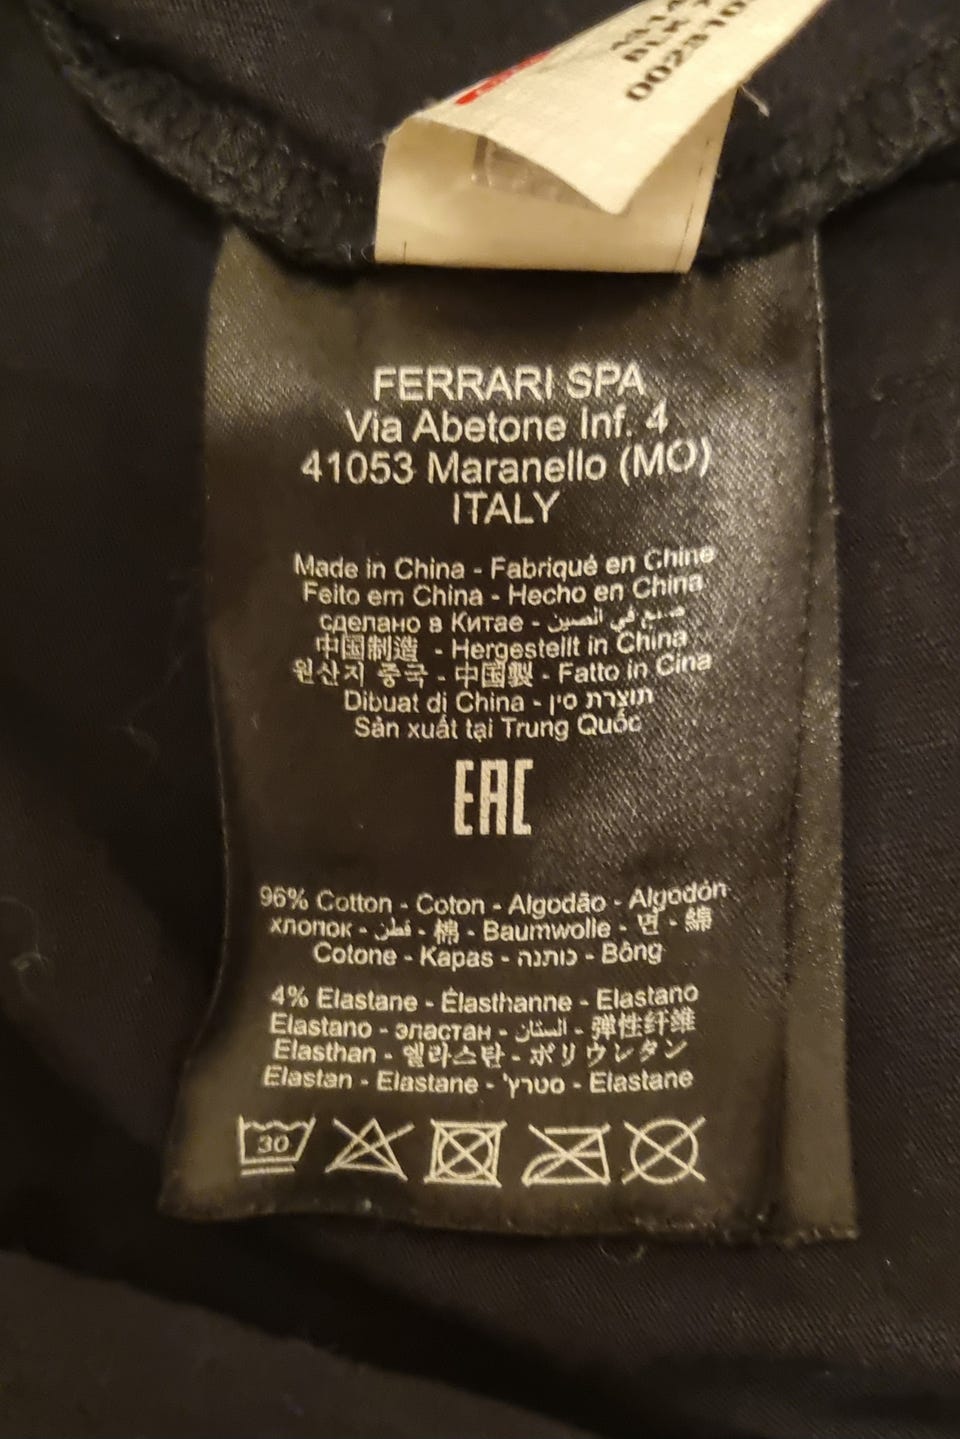 002310
FERRARI SPA
Via Abetone Inf. 4
41053 Maranello (MO)
ITALY
Made in China - Fabriqué en Chine
Feito em China - Hecho en China
сделано в Китае - صنع في الصين
中国制造 - Hergestellt in China
원산지 중국 - 中国製 - Fatto in Cina
Dibuat di China - תוצרת סין
Sản xuất tại Trung Quốc
EAC
96% Cotton - Coton - Algodão - Algodón
хлопок - قطن - 棉 - Baumwolle - 면 - 綿
Cotone - Kapas - כותנה - Bông
4% Elastane - Élasthanne - Elastano
Elastano - эластан - الستان - 弹性纤维
Elasthan - 엘라스탄 - ポリウレタン
Elastan - Elastane - סטרץ' - Elastane
30